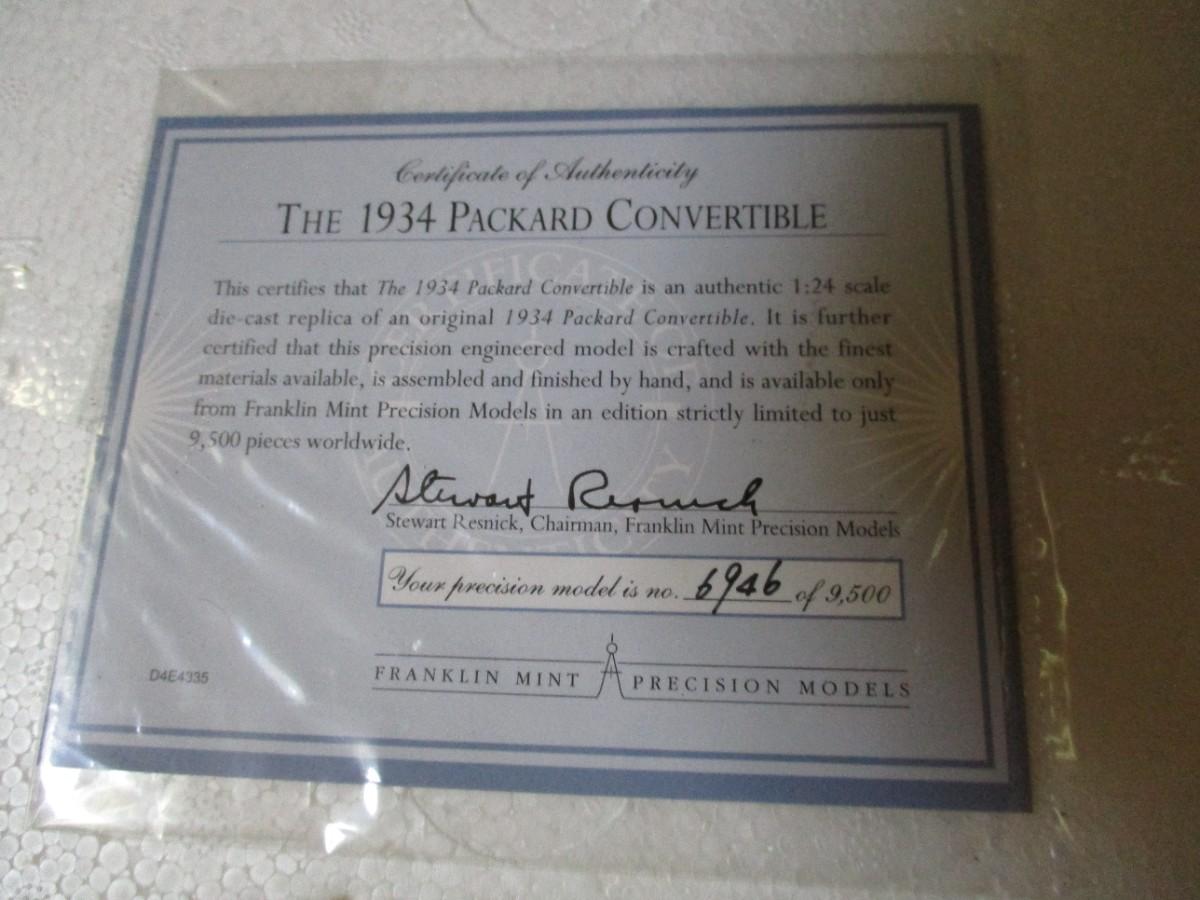 Certificate of Authenticity
THE 1934 PACKARD CONVERTIBLE
This certifies that The 1934 Packard Convertible is an authentic 1:24 scale
die-cast replica of an original 1934 Packard Convertible. It is further
certified that this precision engineered model is crafted with the finest
materials available, is assembled and finished by hand, and is available only
from Franklin Mint Precision Models in an edition strictly limited to just
9,500 pieces worldwide.
Stewart Resnick
Stewart Resnick, Chairman, Franklin Mint Precision Models
Your precision model is no. 6946 of 9,500
D4E4335
FRANKLIN MINT PRECISION MODELS
CERTIFICATE OF AUTHENTICITY